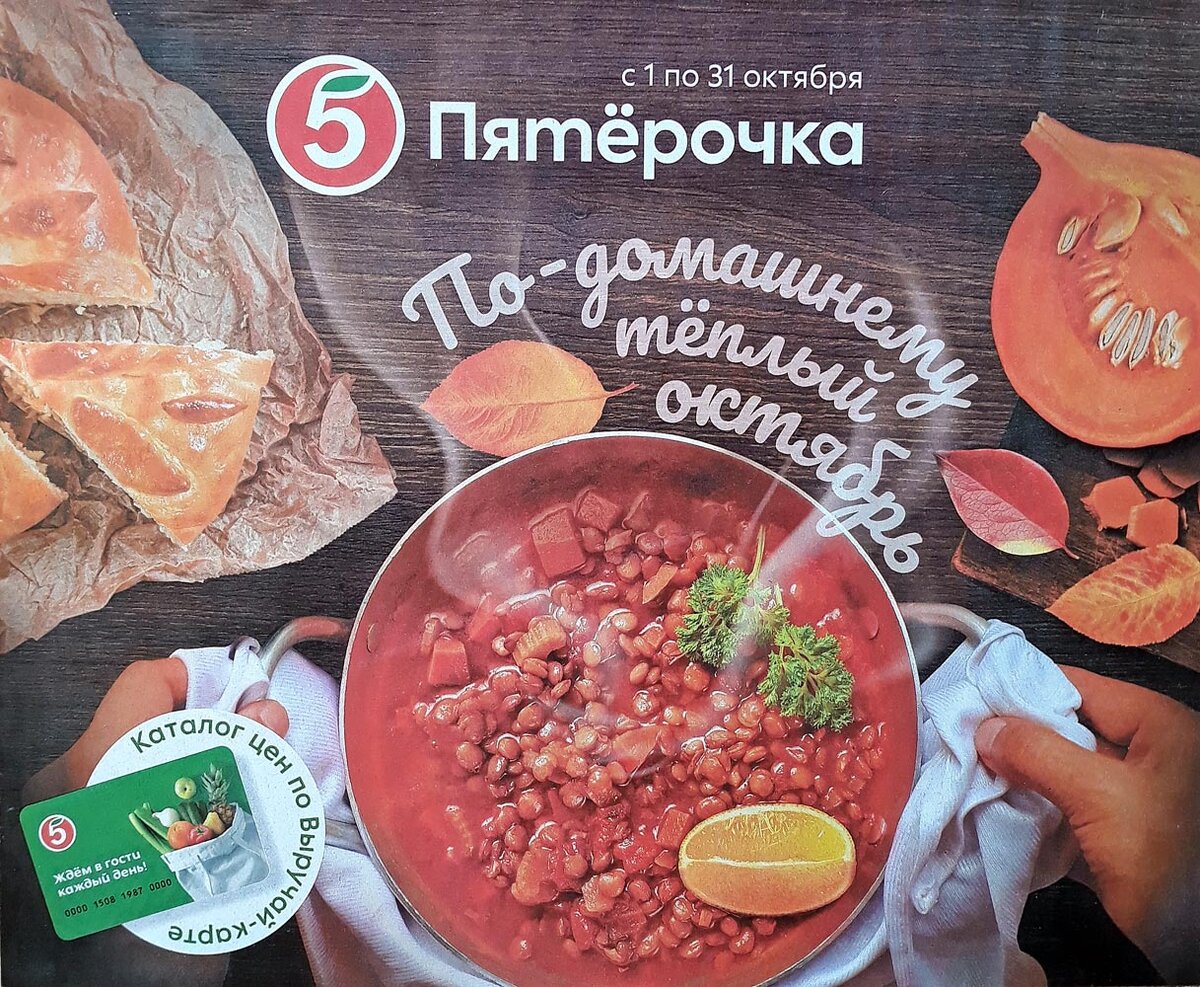 с 1 по 31 октября
5 Пятёрочка
По-домашнему
тёплый
октябрь
Каталог цен по Выручай-карте
5
Ждём в гости
каждый день!
0000 1508 1987 0000